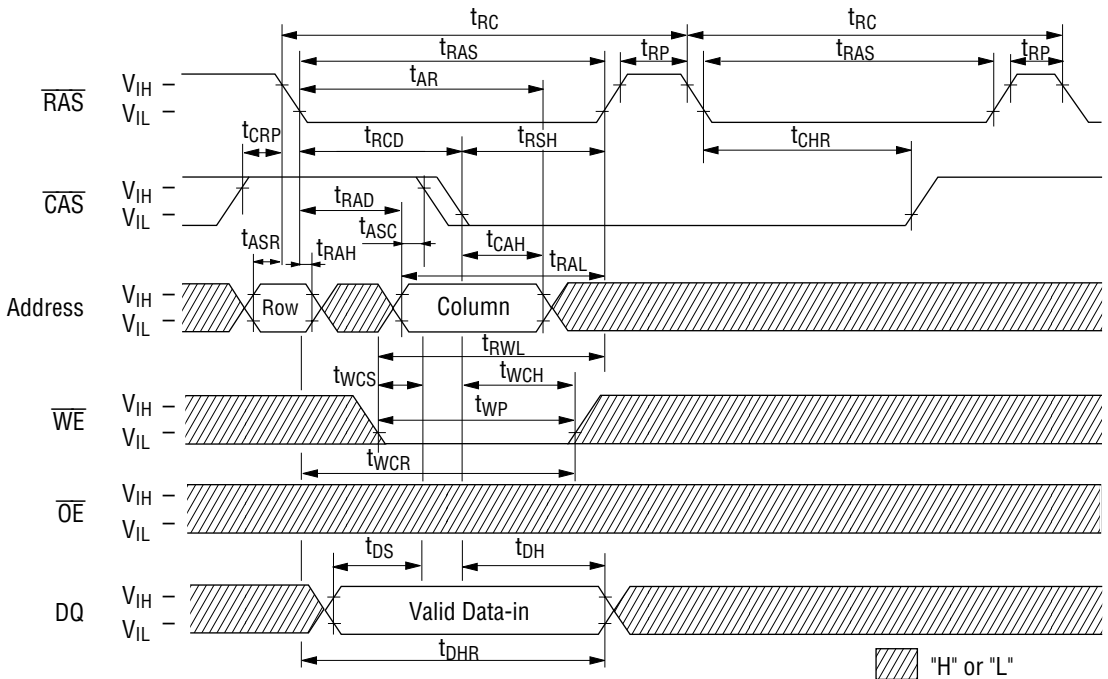 tRC tRC
tRAS tRP tRAS tRP
tAR
RAS VIH
VIL
tCRP tRCD tRSH tCHR
CAS VIH
VIL
tRAD
tASC tCAH
tASR tRAH tRAL
Address VIH
VIL
Row Column
tRWL
tWCS tWCH
WE VIH
VIL
tWP
tWCR
OE VIH
VIL
tDS tDH
DQ VIH
VIL
Valid Data-in
tDHR
"H" or "L"